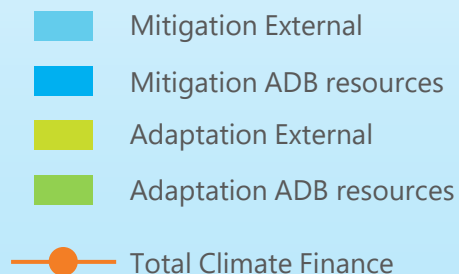 Mitigation External
Mitigation ADB resources
Adaptation External
Adaptation ADB resources
Total Climate Finance